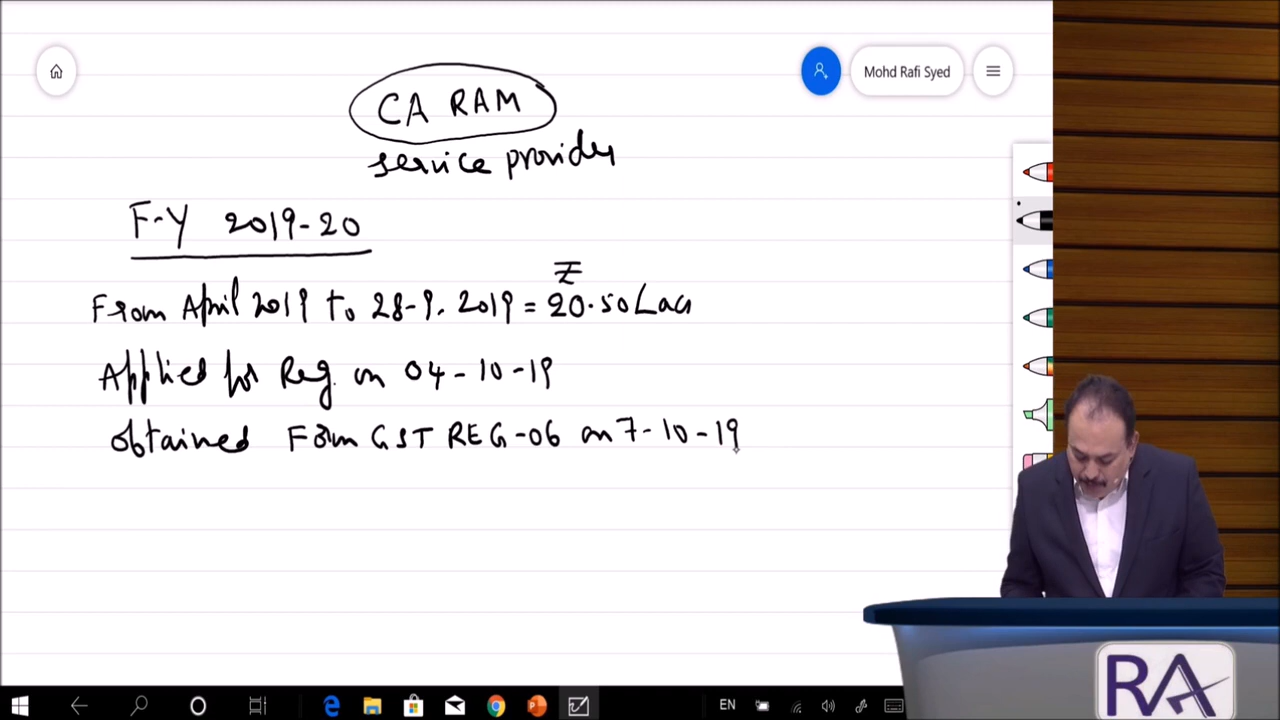 Mohd Rafi Syed
CA RAM
service provider
F-Y 2019-20
₹
From April 2019 to 28-9.2019 = 20.50 Lacs
Applied for Reg. on 04-10-19
obtained Form GST REG-06 on 7-10-19
RA
EN